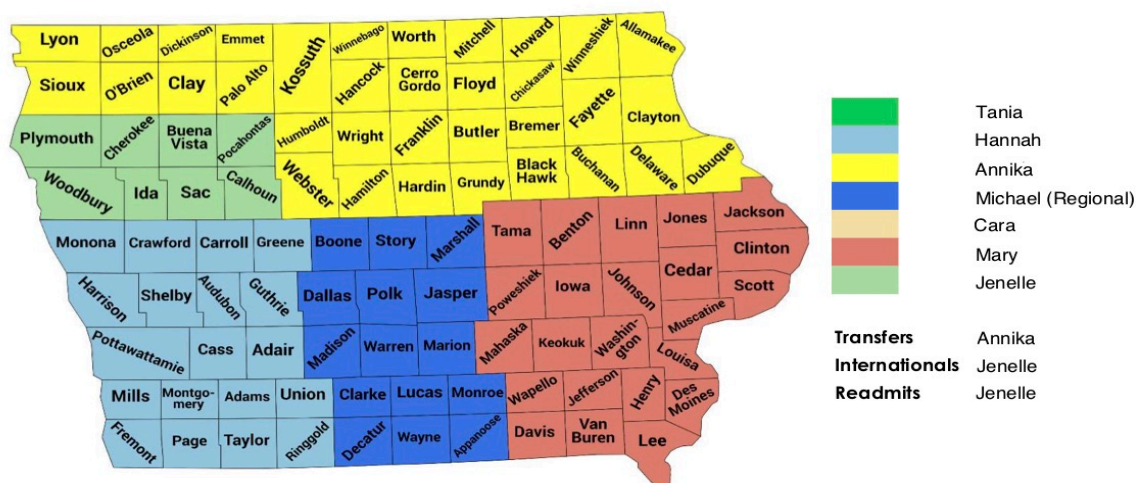 Lyon Osceola Dickinson Emmet Kossuth Winnebago Worth Mitchell Howard Winneshiek Allamakee
Sioux O'Brien Clay Palo Alto Hancock Cerro Gordo Floyd Chickasaw Fayette Clayton
Plymouth Cherokee Buena Vista Pocahontas Humboldt Wright Franklin Butler Bremer
Woodbury Ida Sac Calhoun Webster Hamilton Hardin Grundy Black Hawk Buchanan Delaware Dubuque
Monona Crawford Carroll Greene Boone Story Marshall Tama Benton Linn Jones Jackson
Clinton
Harrison Shelby Audubon Guthrie Dallas Polk Jasper Poweshiek Iowa Johnson Cedar Scott
Muscatine
Pottawattamie Cass Adair Madison Warren Marion Mahaska Keokuk Washin-gton Louisa
Mills Montgo-mery Adams Union Clarke Lucas Monroe Wapello Jefferson Henry Des Moines
Fremont Page Taylor Ringgold Decatur Wayne Appanoose Davis Van Buren Lee
Tania
Hannah
Annika
Michael (Regional)
Cara
Mary
Jenelle
Transfers Annika
Internationals Jenelle
Readmits Jenelle